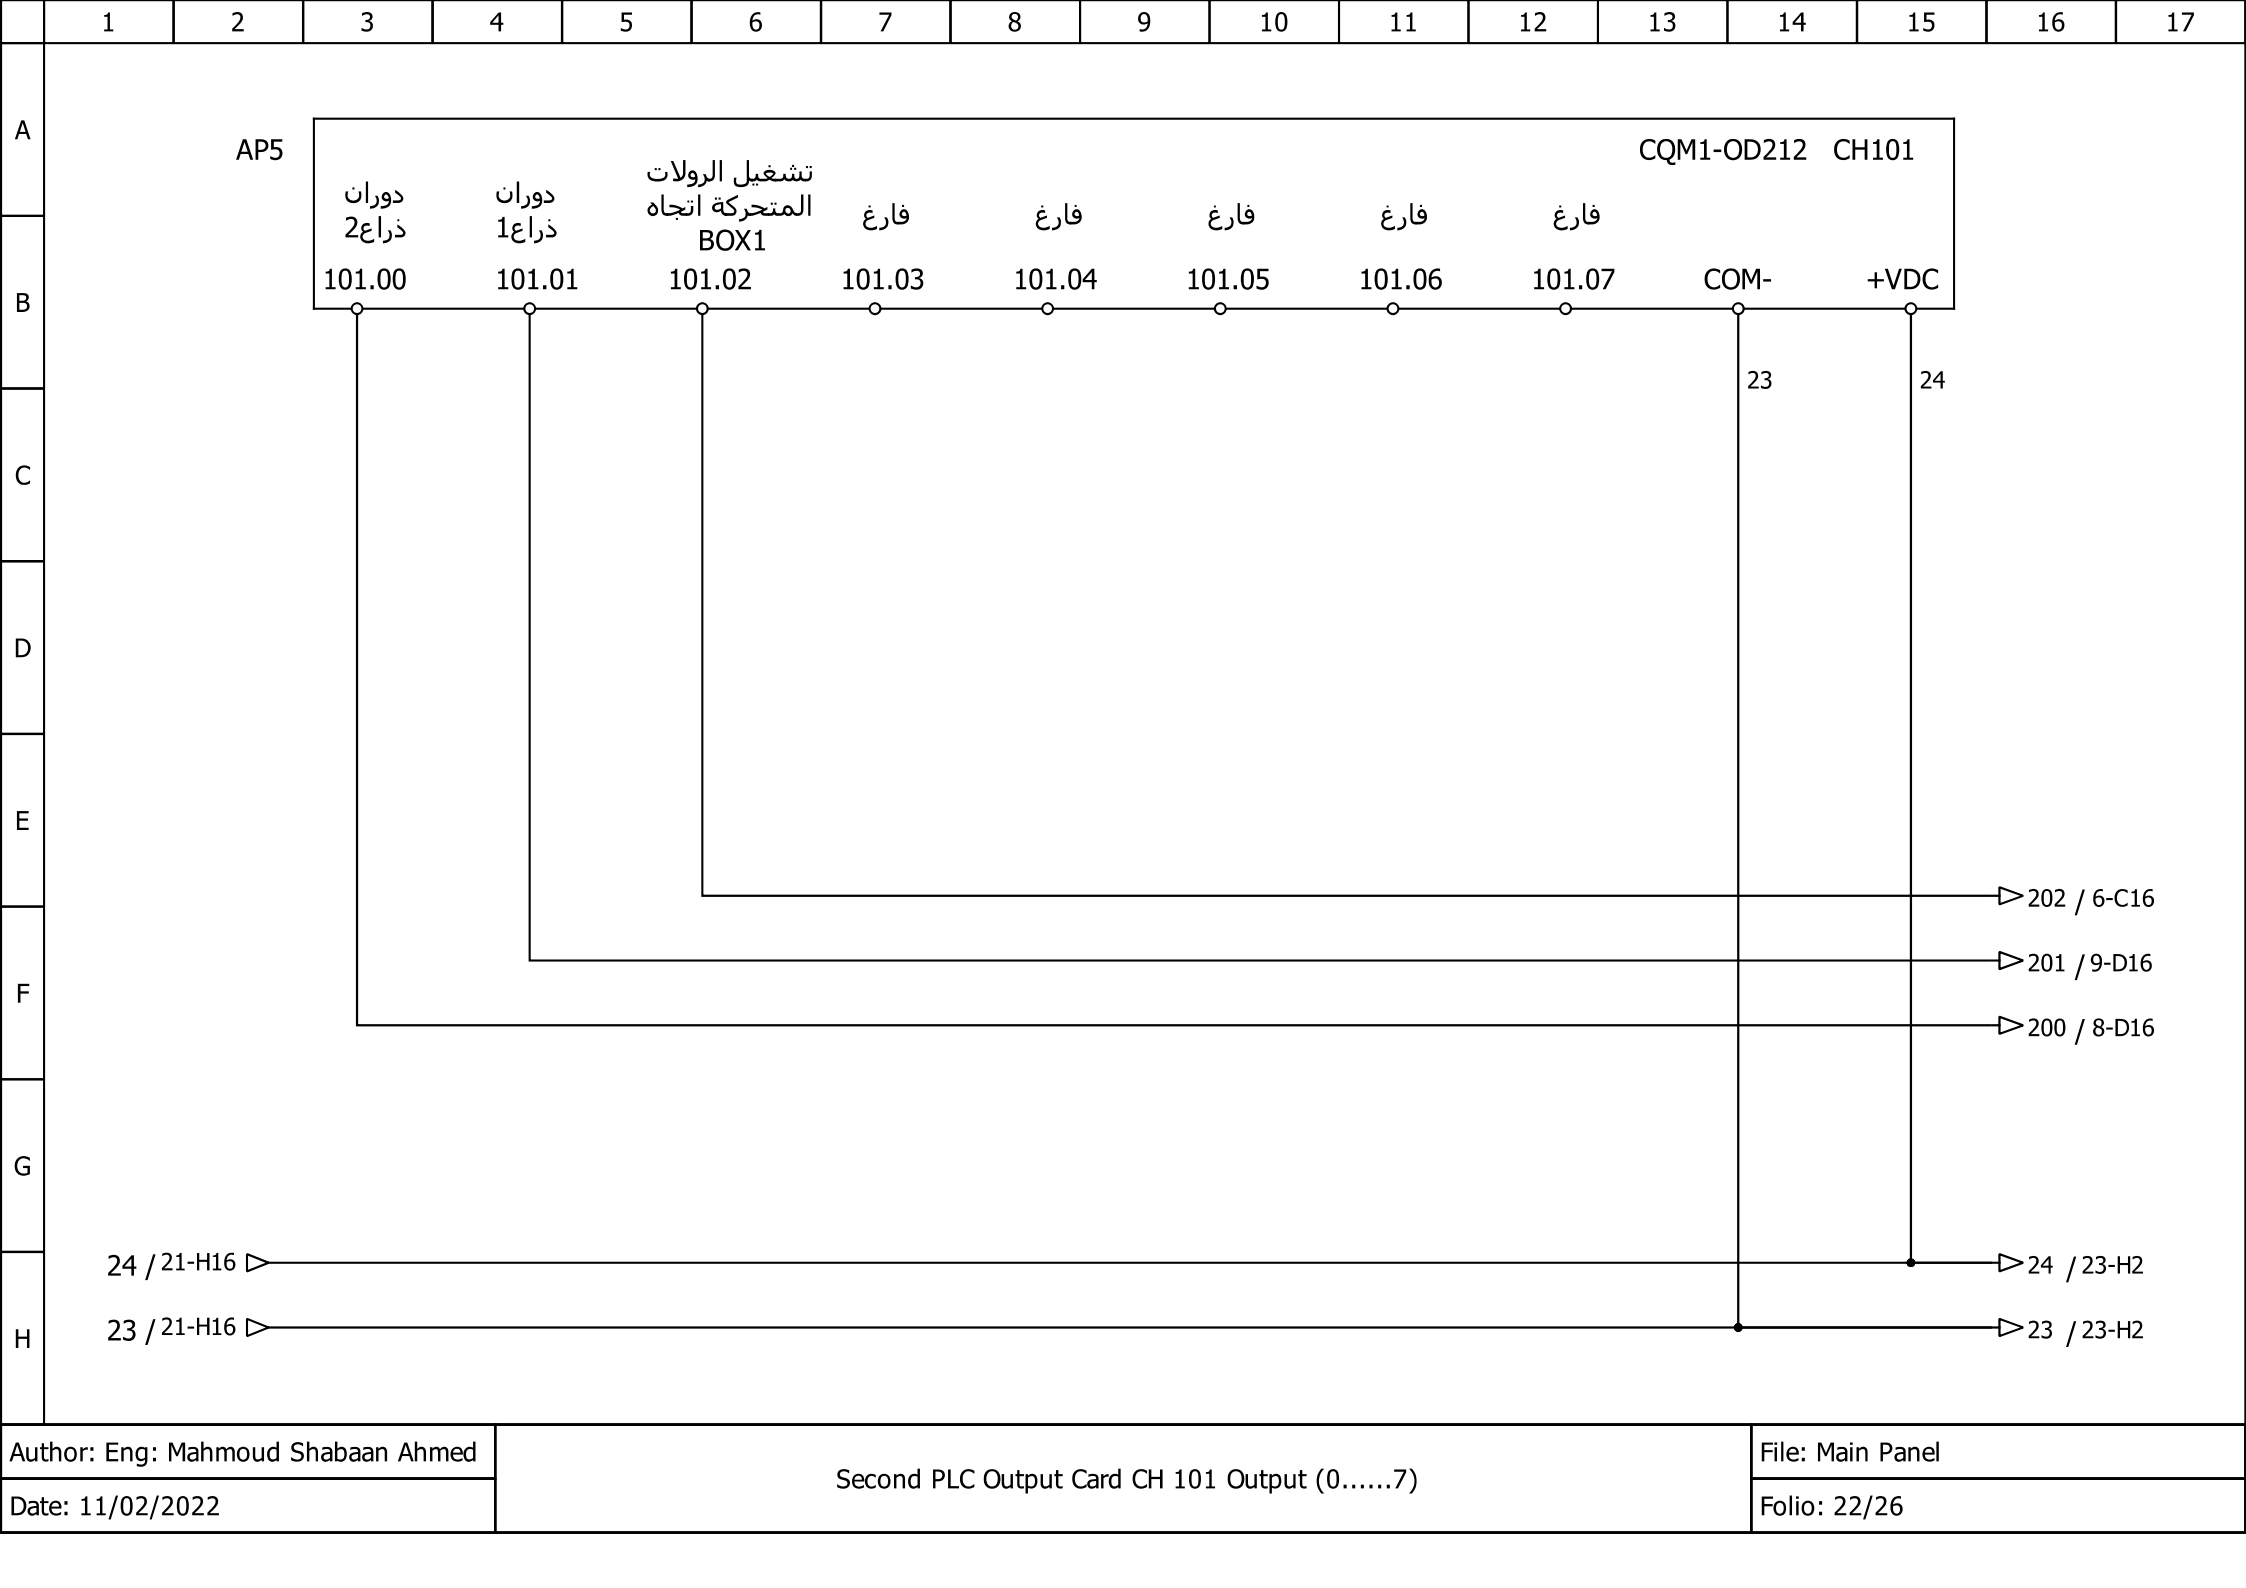 1 2 3 4 5 6 7 8 9 10 11 12 13 14 15 16 17
A
B
C
D
E
F
G
H
AP5
CQM1-OD212 CH101
دوران
ذراع2
دوران
ذراع1
تشغيل الرولات
المتحركة اتجاه
BOX1
فارغ
فارغ
فارغ
فارغ
فارغ
101.00 101.01 101.02 101.03 101.04 101.05 101.06 101.07 COM- +VDC
23
24
202 / 6-C16
201 / 9-D16
200 / 8-D16
24 / 21-H16
24 / 23-H2
23 / 21-H16
23 / 23-H2
Author: Eng: Mahmoud Shabaan Ahmed
Date: 11/02/2022
Second PLC Output Card CH 101 Output (0......7)
File: Main Panel
Folio: 22/26